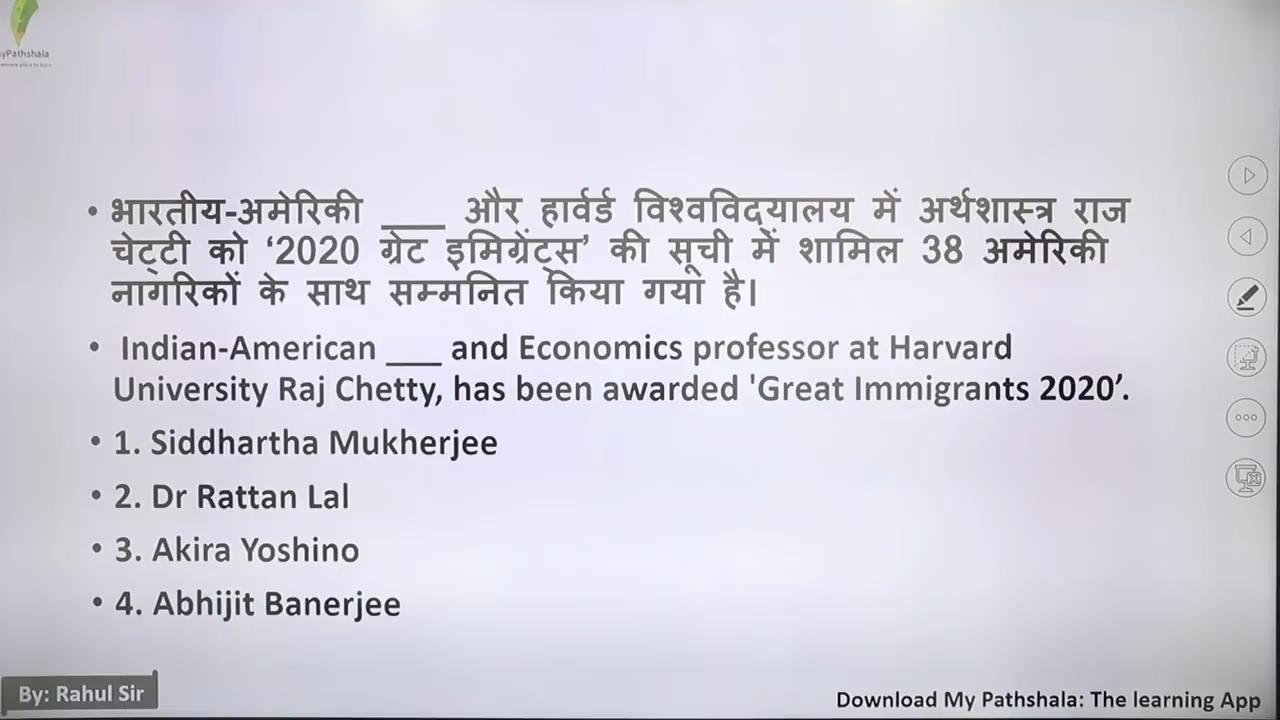 yPathshala
भारतीय-अमेरिकी ___ और हार्वर्ड विश्वविद्यालय में अर्थशास्त्र राज
चेट्टी को ‘2020 ग्रेट इमिग्रेंट्स’ की सूची में शामिल 38 अमेरिकी
नागरिकों के साथ सम्मनित किया गया है।
Indian-American ___ and Economics professor at Harvard
University Raj Chetty, has been awarded 'Great Immigrants 2020’.
1. Siddhartha Mukherjee
2. Dr Rattan Lal
3. Akira Yoshino
4. Abhijit Banerjee
By: Rahul Sir
Download My Pathshala: The learning App